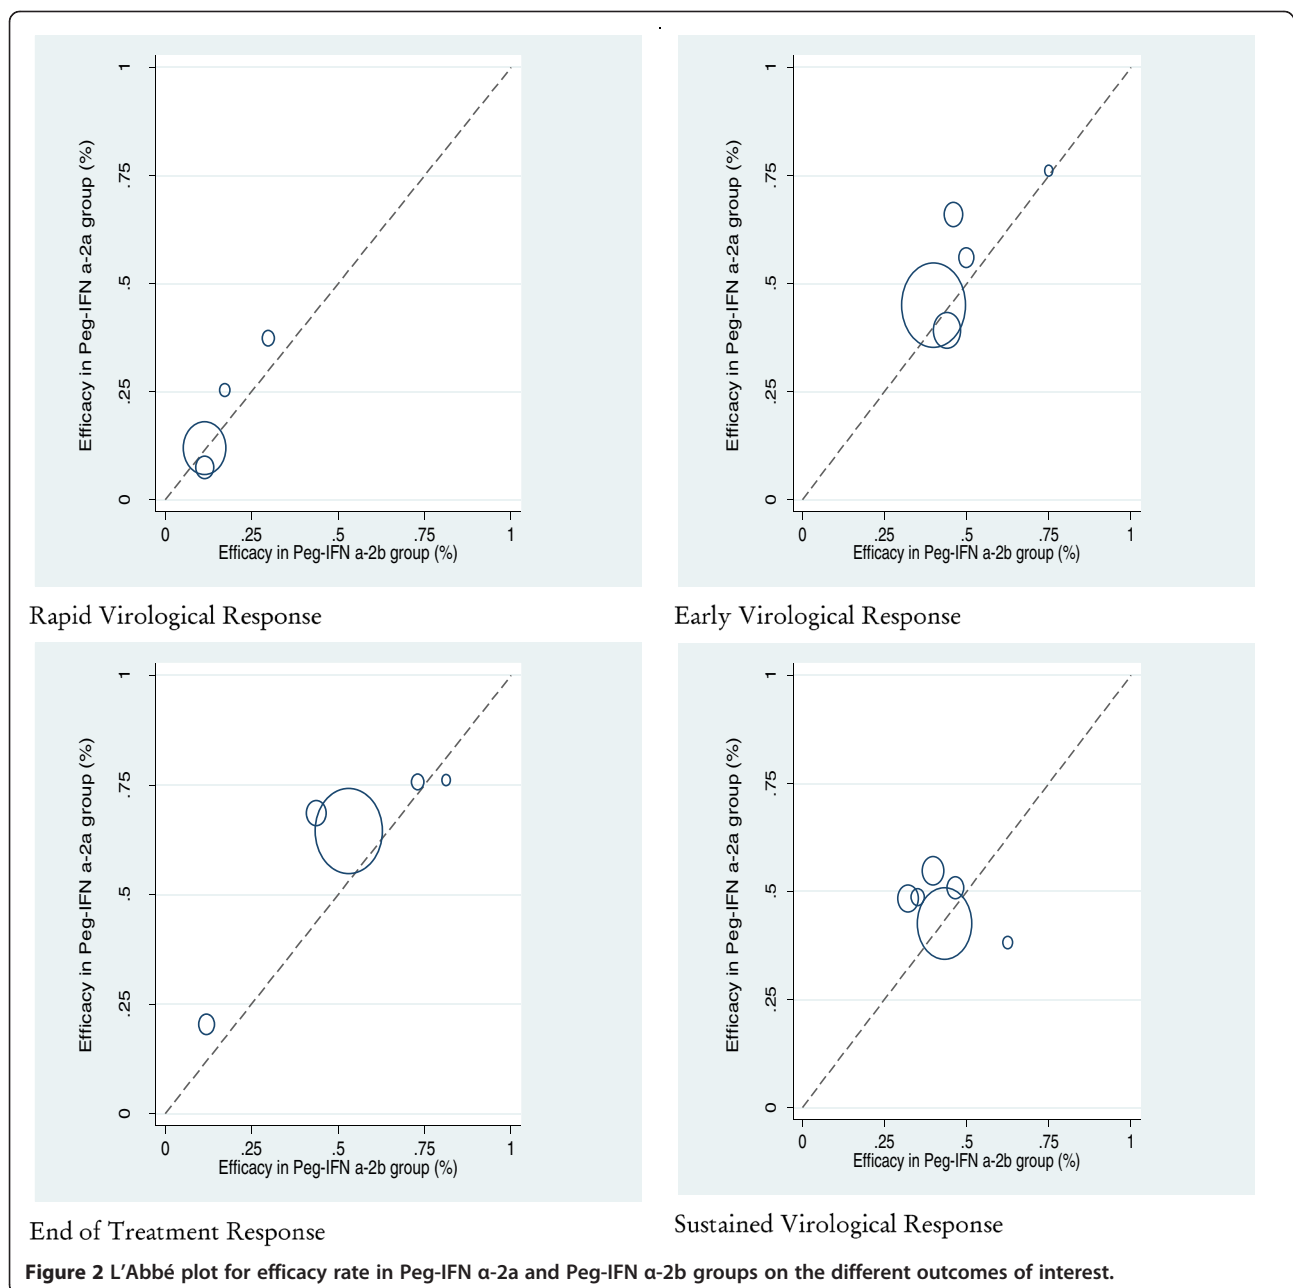 1
.75
.5
.25
0
Efficacy in Peg-IFN a-2a group (%)
0 .25 .5 .75 1
Efficacy in Peg-IFN a-2b group (%)
Rapid Virological Response
1
.75
.5
.25
0
Efficacy in Peg-IFN a-2a group (%)
0 .25 .5 .75 1
Efficacy in Peg-IFN a-2b group (%)
Early Virological Response
1
.75
.5
.25
0
Efficacy in Peg-IFN a-2a group (%)
0 .25 .5 .75 1
Efficacy in Peg-IFN a-2b group (%)
End of Treatment Response
1
.75
.5
.25
0
Efficacy in Peg-IFN a-2a group (%)
0 .25 .5 .75 1
Efficacy in Peg-IFN a-2b group (%)
Sustained Virological Response
Figure 2 L'Abbé plot for efficacy rate in Peg-IFN α-2a and Peg-IFN α-2b groups on the different outcomes of interest.